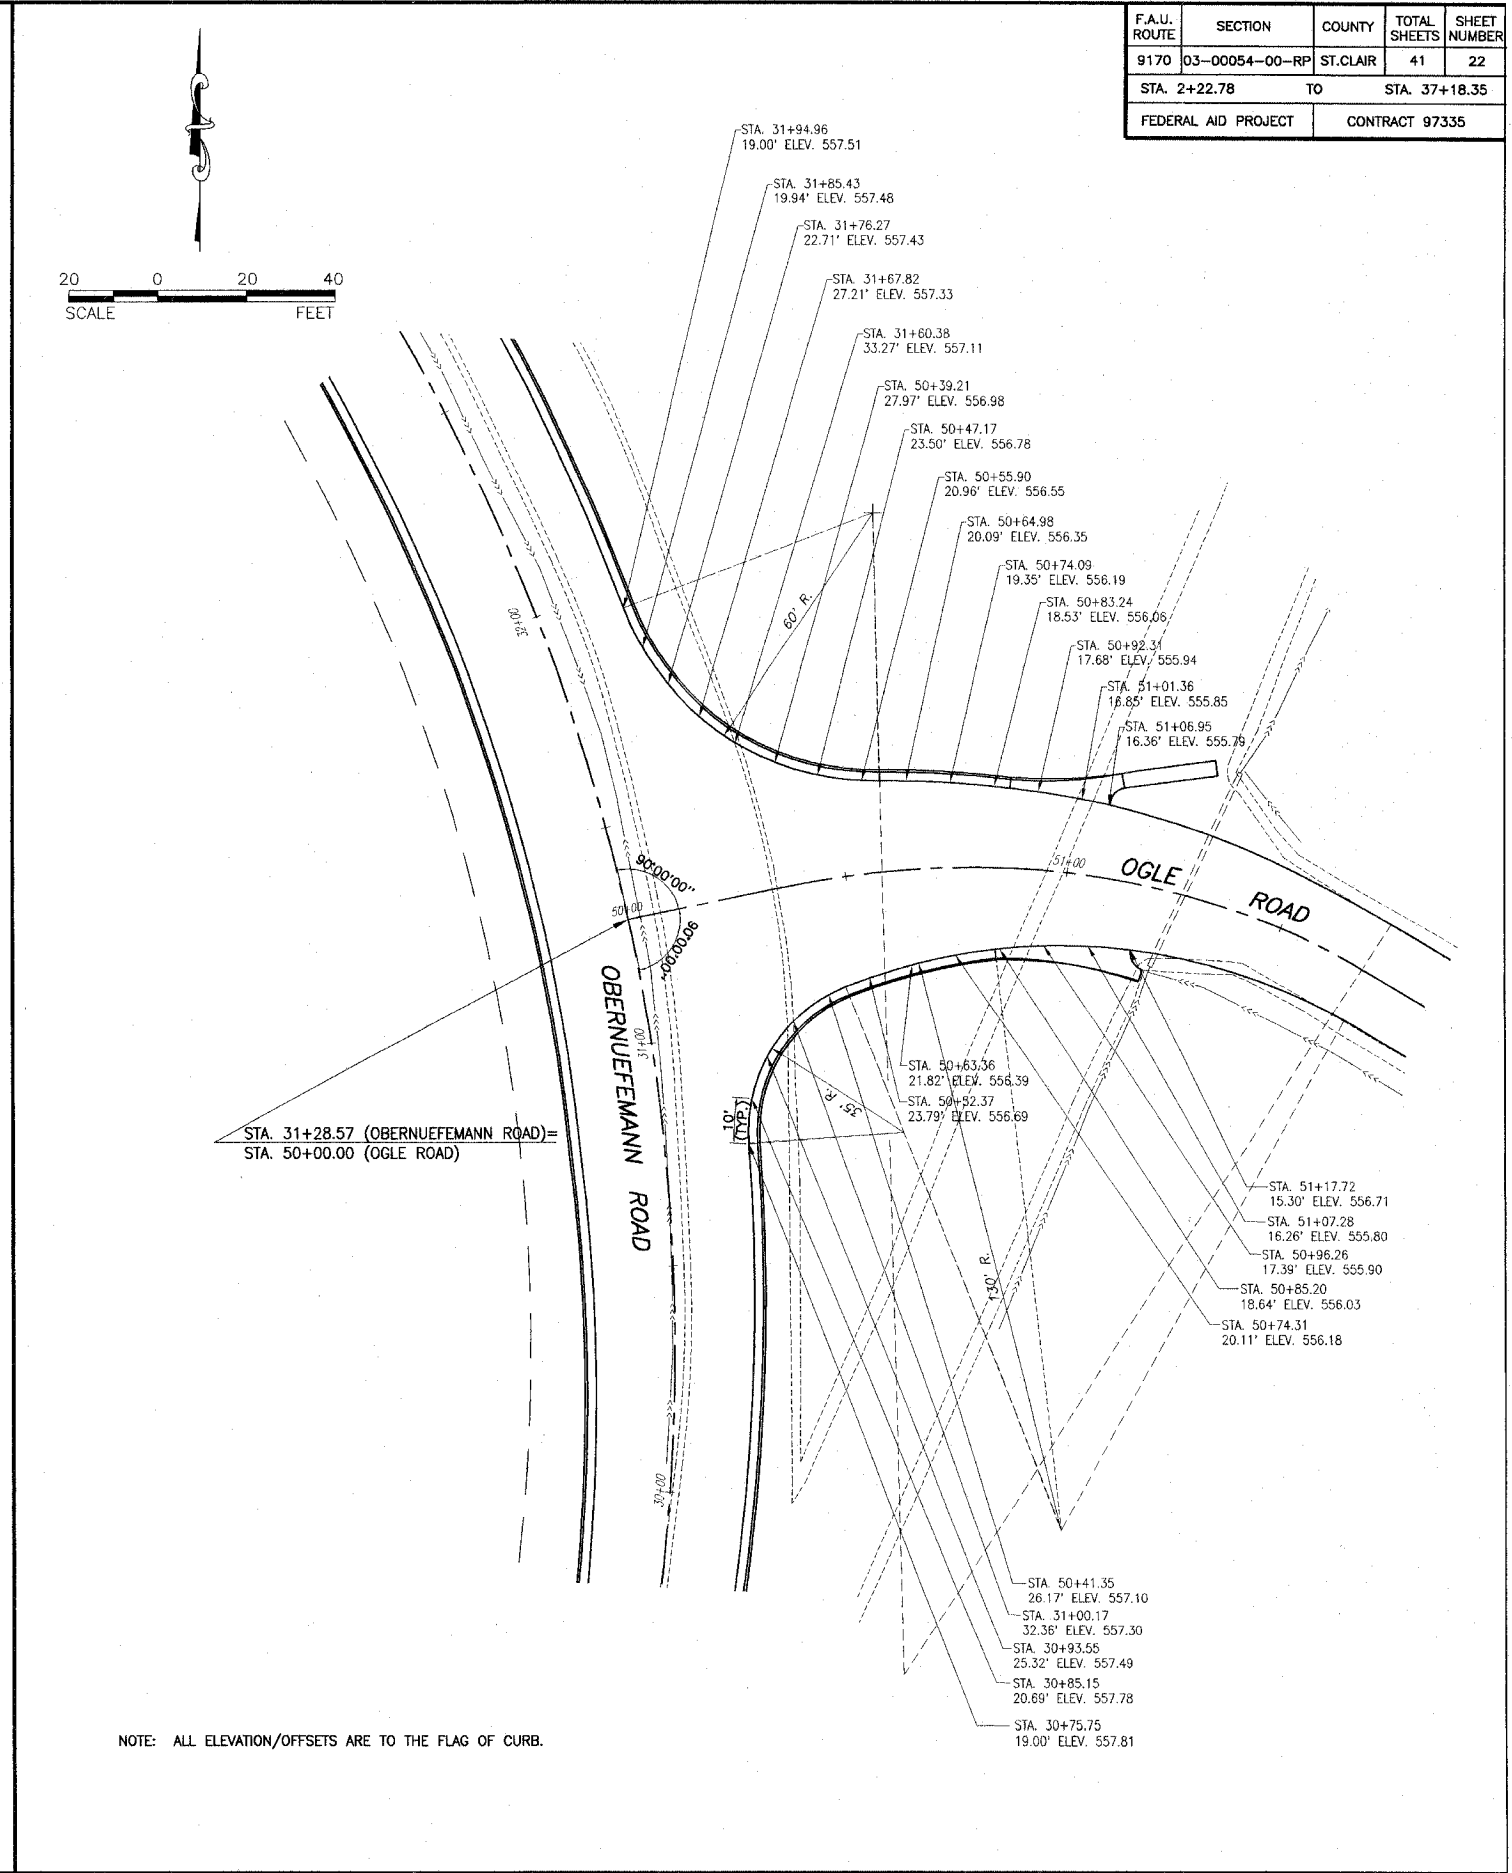 F.A.U. ROUTE SECTION COUNTY TOTAL SHEETS SHEET NUMBER
9170 03-00054-00-RP ST.CLAIR 41 22
STA. 2+22.78 TO STA. 37+18.35
FEDERAL AID PROJECT CONTRACT 97335
20 0 20 40
SCALE FEET
STA. 31+94.96
19.00' ELEV. 557.51
STA. 31+85.43
19.94' ELEV. 557.48
STA. 31+76.27
22.71' ELEV. 557.43
STA. 31+67.82
27.21' ELEV. 557.33
STA. 31+60.38
33.27' ELEV. 557.11
STA. 50+39.21
27.97' ELEV. 556.98
STA. 50+47.17
23.50' ELEV. 556.78
STA. 50+55.90
20.96' ELEV. 556.55
STA. 50+64.98
20.09' ELEV. 556.35
STA. 50+74.09
19.35' ELEV. 556.19
STA. 50+83.24
18.53' ELEV. 556.06
STA. 50+92.31
17.68' ELEV. 555.94
STA. 51+01.36
16.85' ELEV. 555.85
STA. 51+06.95
16.36' ELEV. 555.79
60' R.
32+00
90°00'00"
50+00
90°00'00"
51+00
OGLE ROAD
OBERNUEFEMANN ROAD
31+00
30+00
STA. 31+28.57 (OBERNUEFEMANN ROAD)=
STA. 50+00.00 (OGLE ROAD)
10'
(TYP.)
35' R.
STA. 50+63.36
21.82' ELEV. 556.39
STA. 50+52.37
23.79' ELEV. 556.69
130' R.
STA. 51+17.72
15.30' ELEV. 556.71
STA. 51+07.28
16.26' ELEV. 555.80
STA. 50+96.26
17.39' ELEV. 555.90
STA. 50+85.20
18.64' ELEV. 556.03
STA. 50+74.31
20.11' ELEV. 556.18
STA. 50+41.35
26.17' ELEV. 557.10
STA. 31+00.17
32.36' ELEV. 557.30
STA. 30+93.55
25.32' ELEV. 557.49
STA. 30+85.15
20.69' ELEV. 557.78
STA. 30+75.75
19.00' ELEV. 557.81
NOTE: ALL ELEVATION/OFFSETS ARE TO THE FLAG OF CURB.